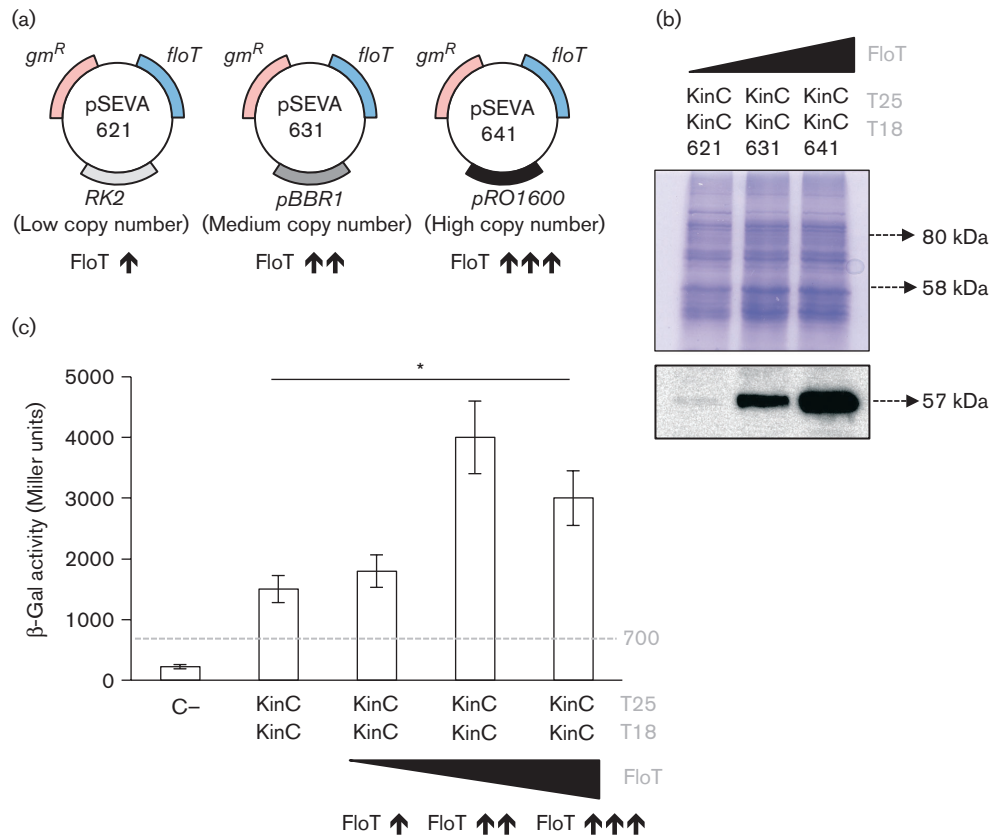 (a)
gmR floT
pSEVA
621
RK2
(Low copy number)
FloT ↑
gmR floT
pSEVA
631
pBBR1
(Medium copy number)
FloT ↑↑
gmR floT
pSEVA
641
pRO1600
(High copy number)
FloT ↑↑↑
(b)
FloT
KinC KinC KinC T25
KinC KinC KinC T18
621 631 641
80 kDa
58 kDa
57 kDa
(c)
β-Gal activity (Miller units)
5000
4000
3000
2000
1000
0
*
700
C– KinC KinC KinC KinC T25
KinC KinC KinC KinC T18
FloT
FloT ↑ FloT ↑↑ FloT ↑↑↑